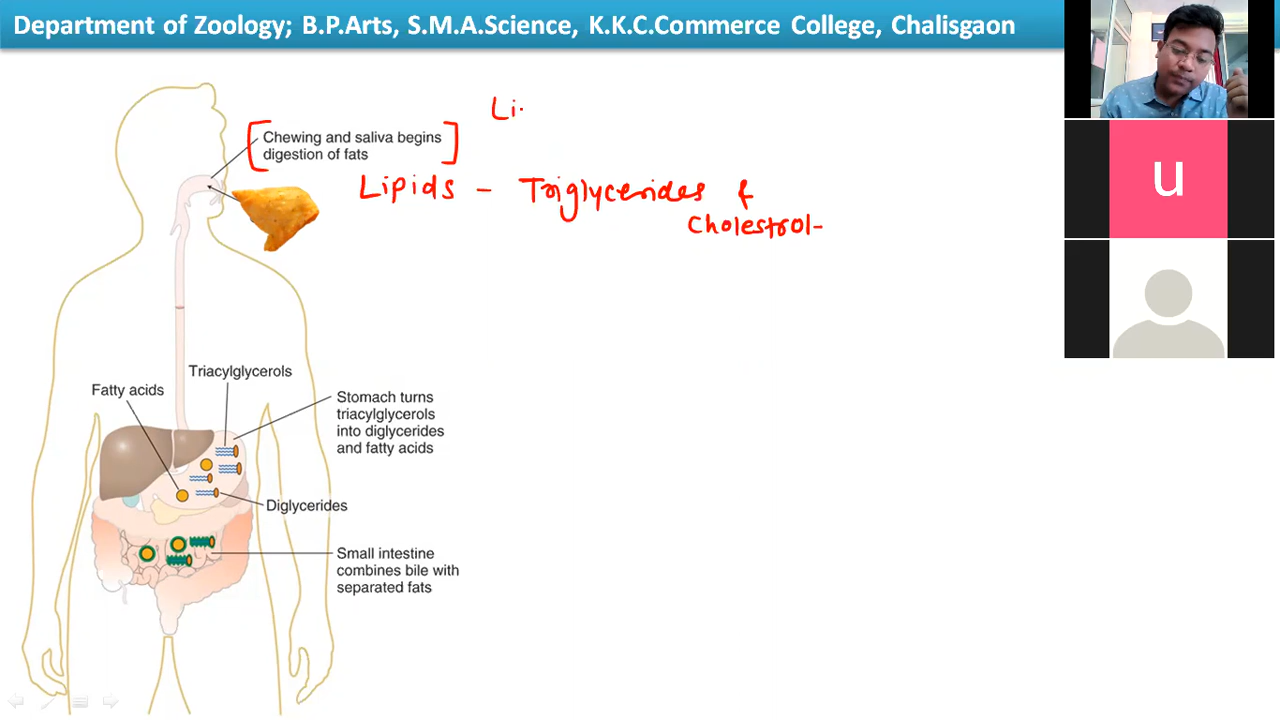 Department of Zoology; B.P.Arts, S.M.A.Science, K.K.C.Commerce College, Chalisgaon
Li
Chewing and saliva begins
digestion of fats
Lipids - Triglycerides &
Cholestrol-
Triacylglycerols
Fatty acids
Stomach turns
triacylglycerols
into diglycerides
and fatty acids
Diglycerides
Small intestine
combines bile with
separated fats
u